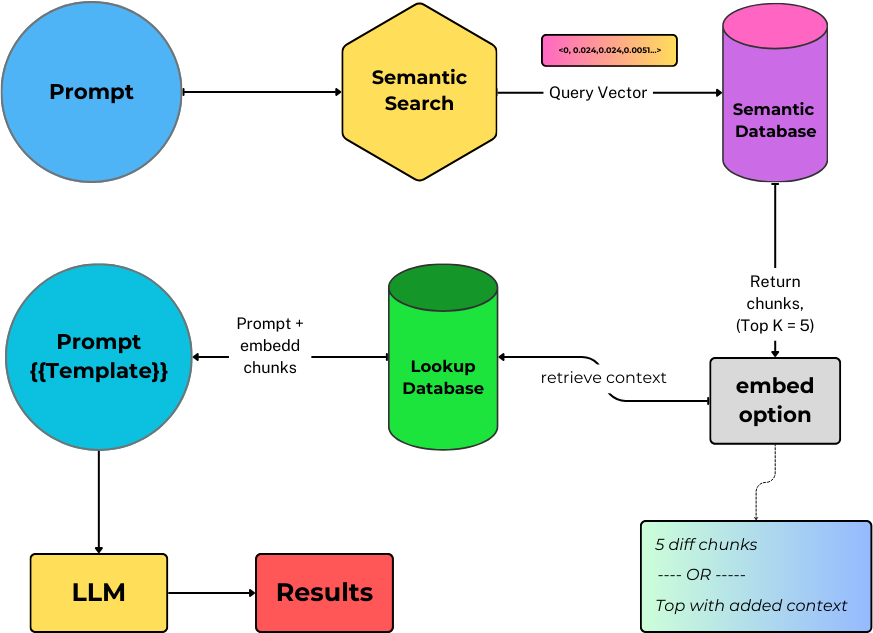 Prompt
Semantic
Search
<0, 0.024,0.024,0.0051...>
Query Vector
Semantic
Database
Return
chunks,
(Top K = 5)
embed
option
retrieve context
Lookup
Database
Prompt +
embedd
chunks
Prompt
{{Template}}
LLM
Results
5 diff chunks
---- OR -----
Top with added context